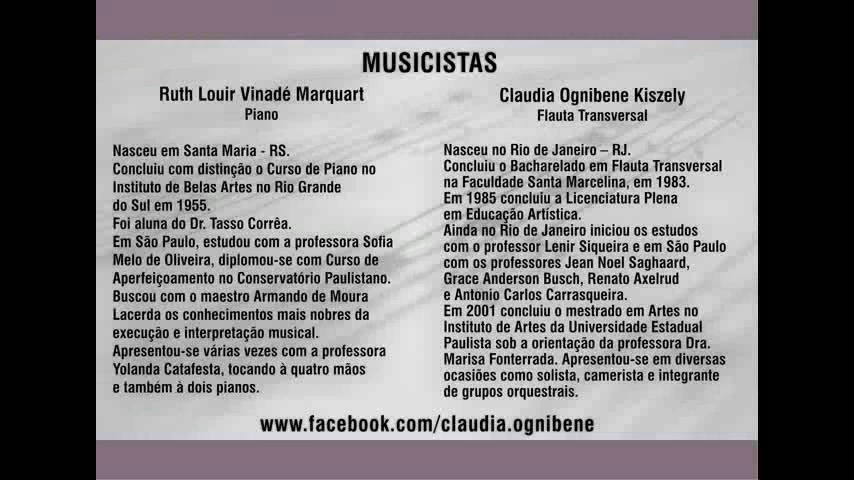 MUSICISTAS
Ruth Louir Vinadé Marquart
Piano
Nasceu em Santa Maria - RS.
Concluiu com distinção o Curso de Piano no
Instituto de Belas Artes no Rio Grande
do Sul em 1955.
Foi aluna do Dr. Tasso Corrêa.
Em São Paulo, estudou com a professora Sofia
Melo de Oliveira, diplomou-se com Curso de
Aperfeiçoamento no Conservatório Paulistano.
Buscou com o maestro Armando de Moura
Lacerda os conhecimentos mais nobres da
execução e interpretação musical.
Apresentou-se várias vezes com a professora
Yolanda Catafesta, tocando à quatro mãos
e também à dois pianos.
Claudia Ognibene Kiszely
Flauta Transversal
Nasceu no Rio de Janeiro – RJ.
Concluiu o Bacharelado em Flauta Transversal
na Faculdade Santa Marcelina, em 1983.
Em 1985 concluiu a Licenciatura Plena
em Educação Artística.
Ainda no Rio de Janeiro iniciou os estudos
com o professor Lenir Siqueira e em São Paulo
com os professores Jean Noel Saghaard,
Grace Anderson Busch, Renato Axelrud
e Antonio Carlos Carrasqueira.
Em 2001 concluiu o mestrado em Artes no
Instituto de Artes da Universidade Estadual
Paulista sob a orientação da professora Dra.
Marisa Fonterrada. Apresentou-se em diversas
ocasiões como solista, camerista e integrante
de grupos orquestrais.
www.facebook.com/claudia.ognibene